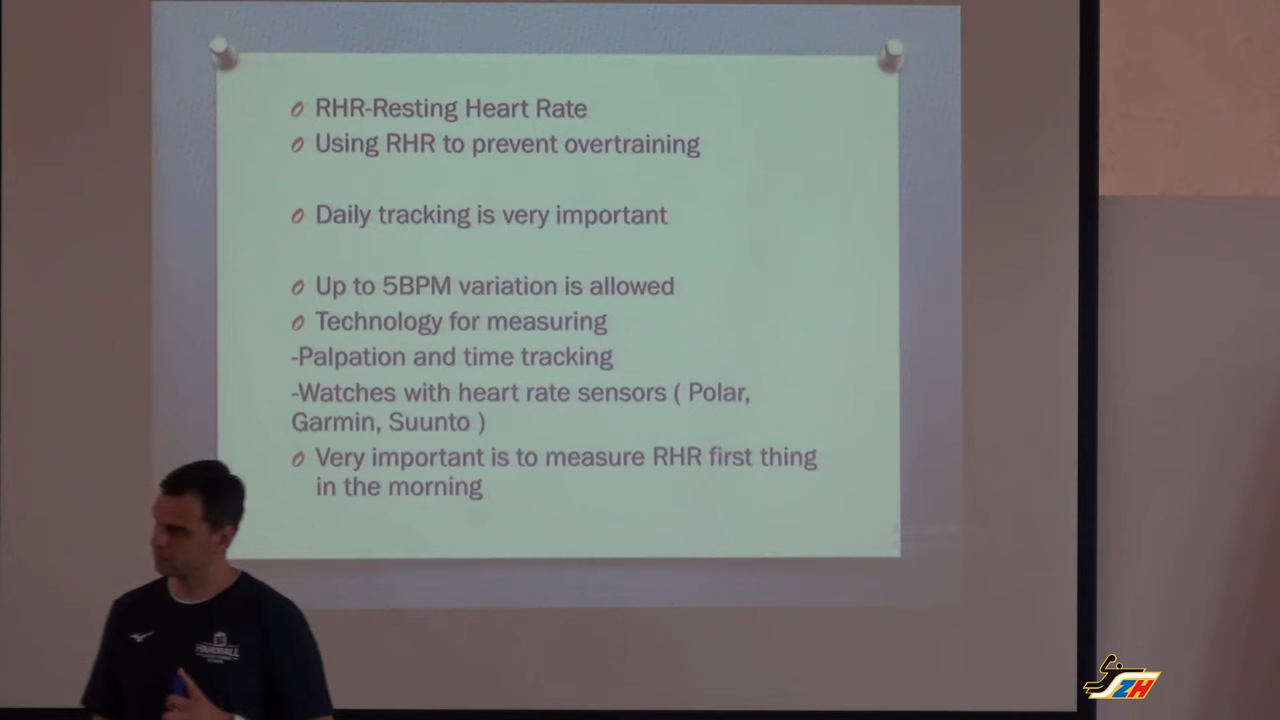 RHR-Resting Heart Rate
Using RHR to prevent overtraining
Daily tracking is very important
Up to 5BPM variation is allowed
Technology for measuring
-Palpation and time tracking
-Watches with heart rate sensors ( Polar,
Garmin, Suunto )
Very important is to measure RHR first thing
in the morning
HANDBALL
SZH